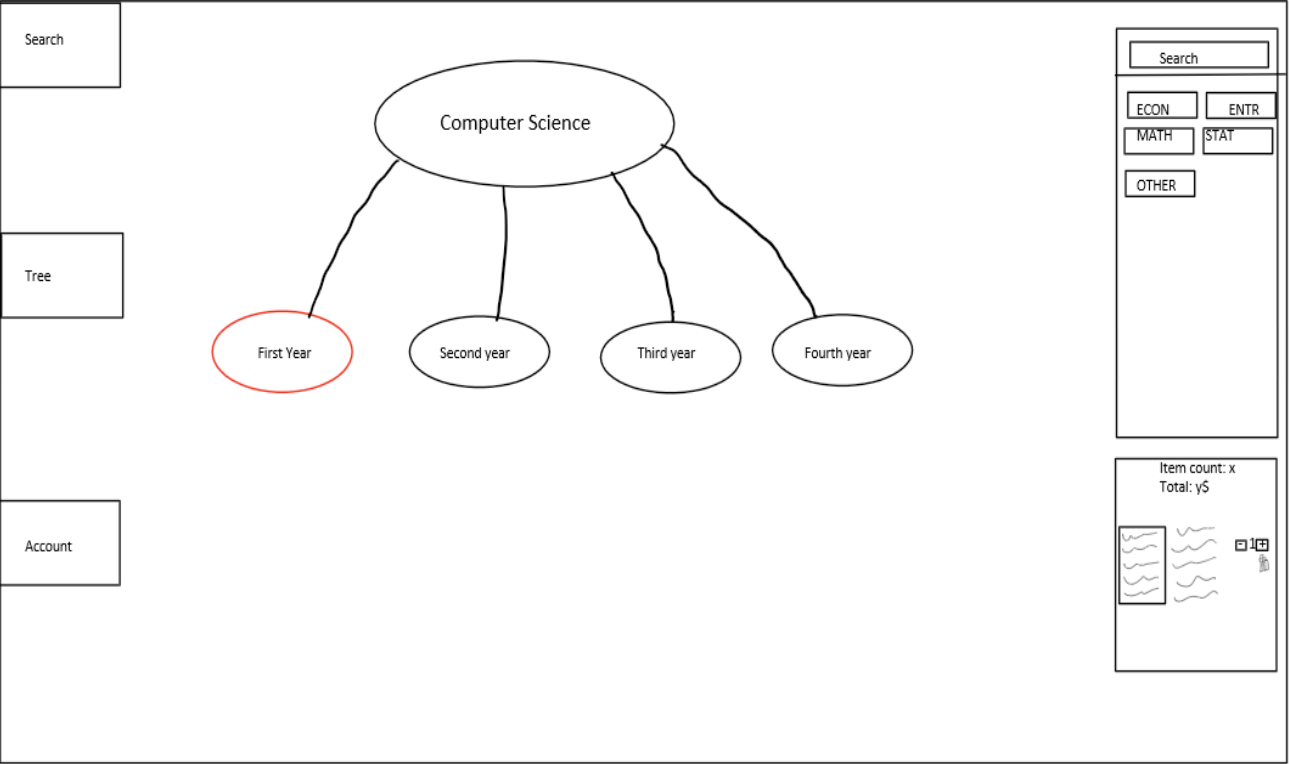 Search
Tree
Account
Computer Science
First Year
Second year
Third year
Fourth year
Search
ECON
ENTR
MATH
STAT
OTHER
Item count: x
Total: y$
1